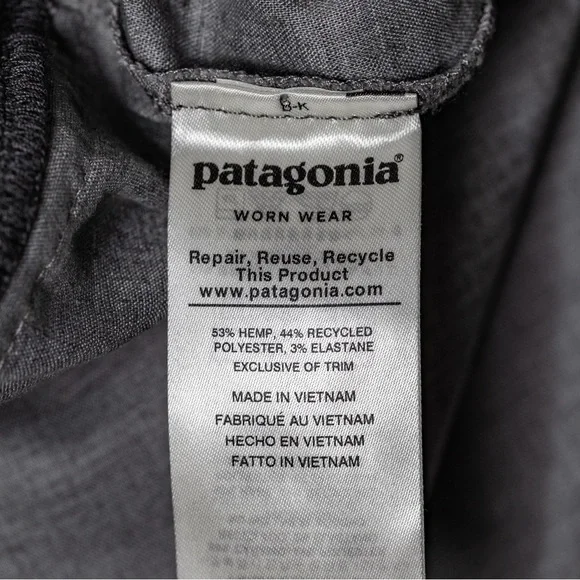 patagonia®
WORN WEAR
Repair, Reuse, Recycle
This Product
www.patagonia.com
53% HEMP, 44% RECYCLED
POLYESTER, 3% ELASTANE
EXCLUSIVE OF TRIM
MADE IN VIETNAM
FABRIQUÉ AU VIETNAM
HECHO EN VIETNAM
FATTO IN VIETNAM